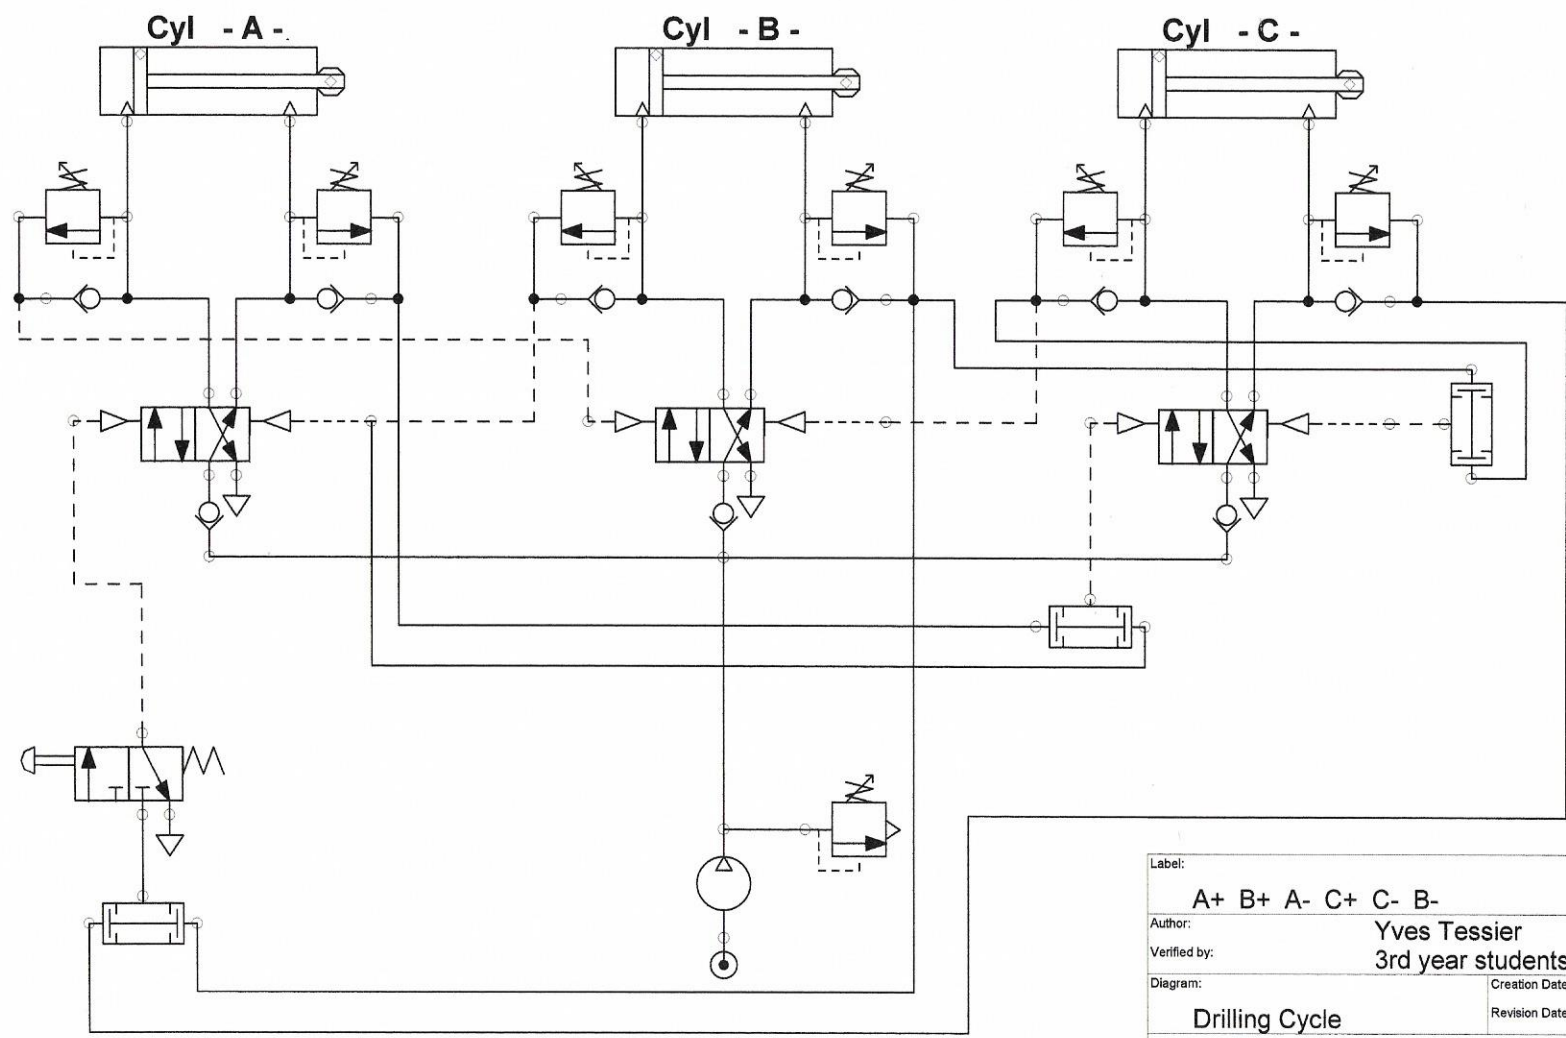 Cyl - A -
Cyl - B -
Cyl - C -
Label:
A+ B+ A- C+ C- B-
Author:
Yves Tessier
Verified by:
3rd year students
Diagram:
Creation Date
Drilling Cycle
Revision Date